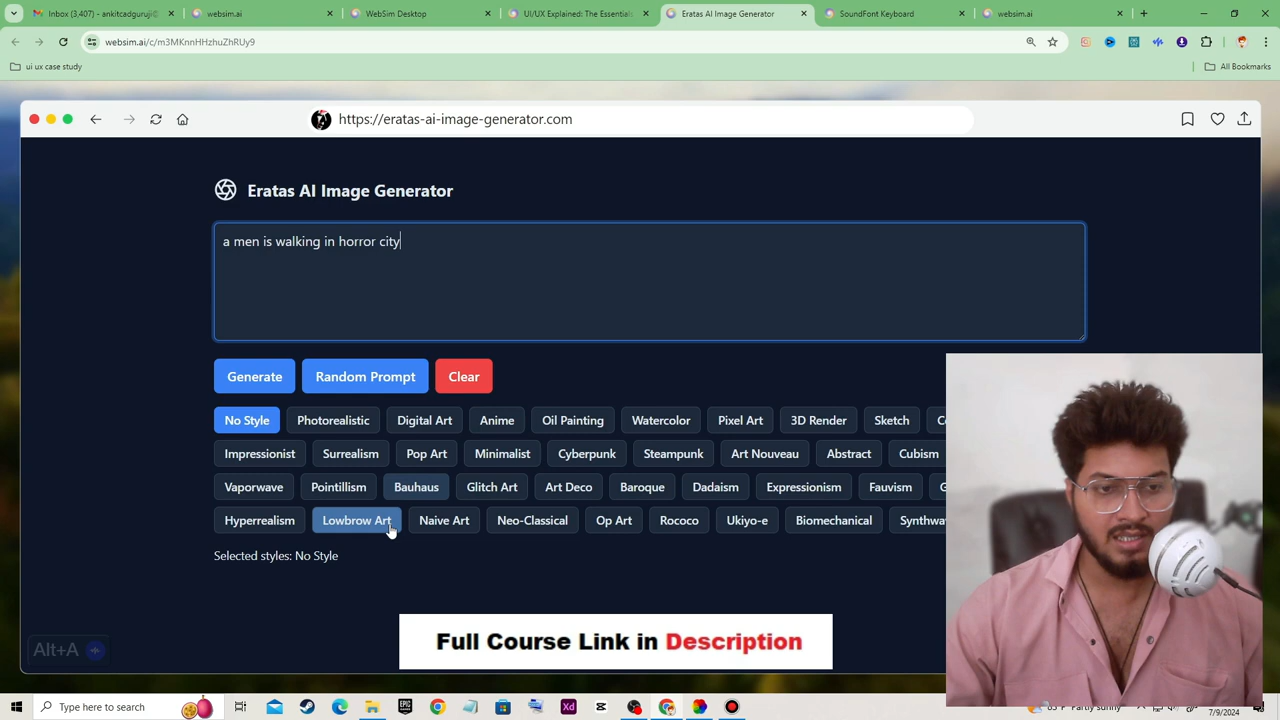 Inbox (3,407) - ankitcadguruji@
websim.ai
WebSim Desktop
UI/UX Explained: The Essentials
Eratas AI Image Generator
SoundFont Keyboard
websim.ai
websim.ai/c/m3MKnnHHzhuZhRUy9
ui ux case study
All Bookmarks
https://eratas-ai-image-generator.com
Eratas AI Image Generator
a men is walking in horror city
Generate
Random Prompt
Clear
No Style
Photorealistic
Digital Art
Anime
Oil Painting
Watercolor
Pixel Art
3D Render
Sketch
Impressionist
Surrealism
Pop Art
Minimalist
Cyberpunk
Steampunk
Art Nouveau
Abstract
Cubism
Vaporwave
Pointillism
Bauhaus
Glitch Art
Art Deco
Baroque
Dadaism
Expressionism
Fauvism
Hyperrealism
Lowbrow Art
Naive Art
Neo-Classical
Op Art
Rococo
Ukiyo-e
Biomechanical
Synthwa
Selected styles: No Style
Full Course Link in Description
Alt+A
Type here to search
Partly sunny
7/9/2024